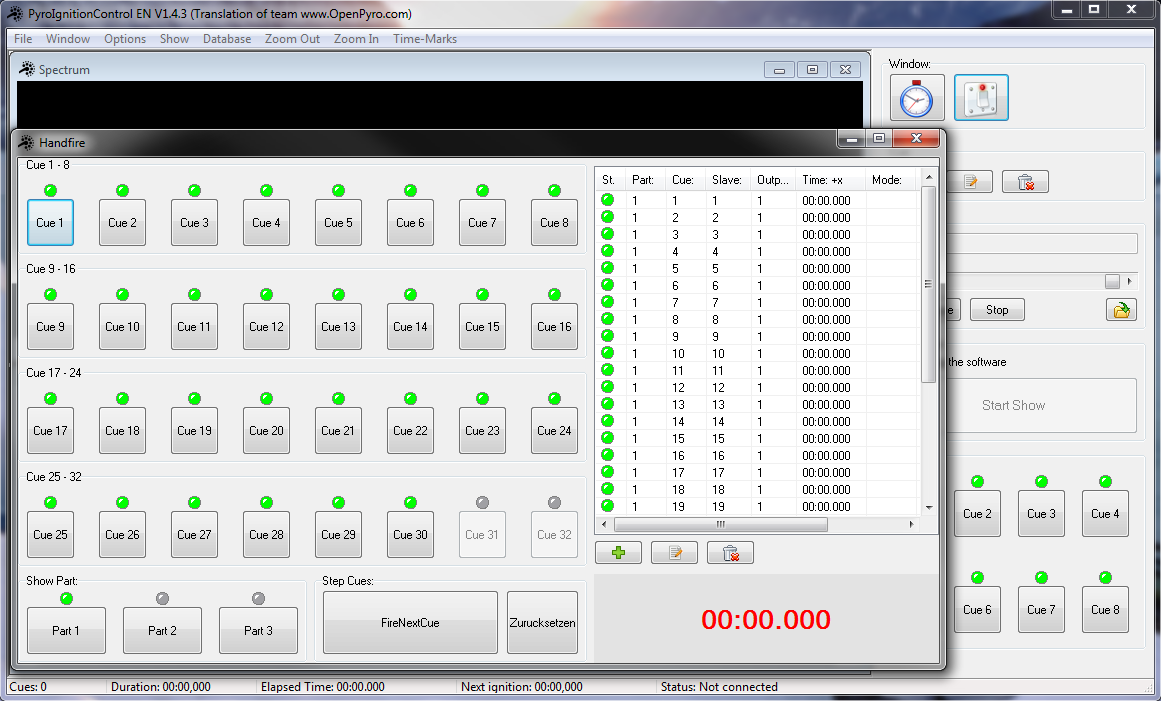 PyroIgnitionControl EN V1.4.3 (Translation of team www.OpenPyro.com)
File Window Options Show Database Zoom Out Zoom In Time-Marks
Spectrum
Window:
Handfire
Cue 1 - 8
Cue 1 Cue 2 Cue 3 Cue 4 Cue 5 Cue 6 Cue 7 Cue 8
Cue 9 - 16
Cue 9 Cue 10 Cue 11 Cue 12 Cue 13 Cue 14 Cue 15 Cue 16
Cue 17 - 24
Cue 17 Cue 18 Cue 19 Cue 20 Cue 21 Cue 22 Cue 23 Cue 24
Cue 25 - 32
Cue 25 Cue 26 Cue 27 Cue 28 Cue 29 Cue 30 Cue 31 Cue 32
Show Part:
Part 1 Part 2 Part 3
Step Cues:
FireNextCue Zurucksetzen
St. Part: Cue: Slave: Outp... Time: +x Mode:
1 1 1 1 00:00.000
1 2 2 1 00:00.000
1 3 3 1 00:00.000
1 4 4 1 00:00.000
1 5 5 1 00:00.000
1 6 6 1 00:00.000
1 7 7 1 00:00.000
1 8 8 1 00:00.000
1 9 9 1 00:00.000
1 10 10 1 00:00.000
1 11 11 1 00:00.000
1 12 12 1 00:00.000
1 13 13 1 00:00.000
1 14 14 1 00:00.000
1 15 15 1 00:00.000
1 16 16 1 00:00.000
1 17 17 1 00:00.000
1 18 18 1 00:00.000
1 19 19 1 00:00.000
00:00.000
e Stop
the software
Start Show
Cue 2 Cue 3 Cue 4
Cue 6 Cue 7 Cue 8
Cues: 0 Duration: 00:00,000 Elapsed Time: 00:00.000 Next ignition: 00:00,000 Status: Not connected